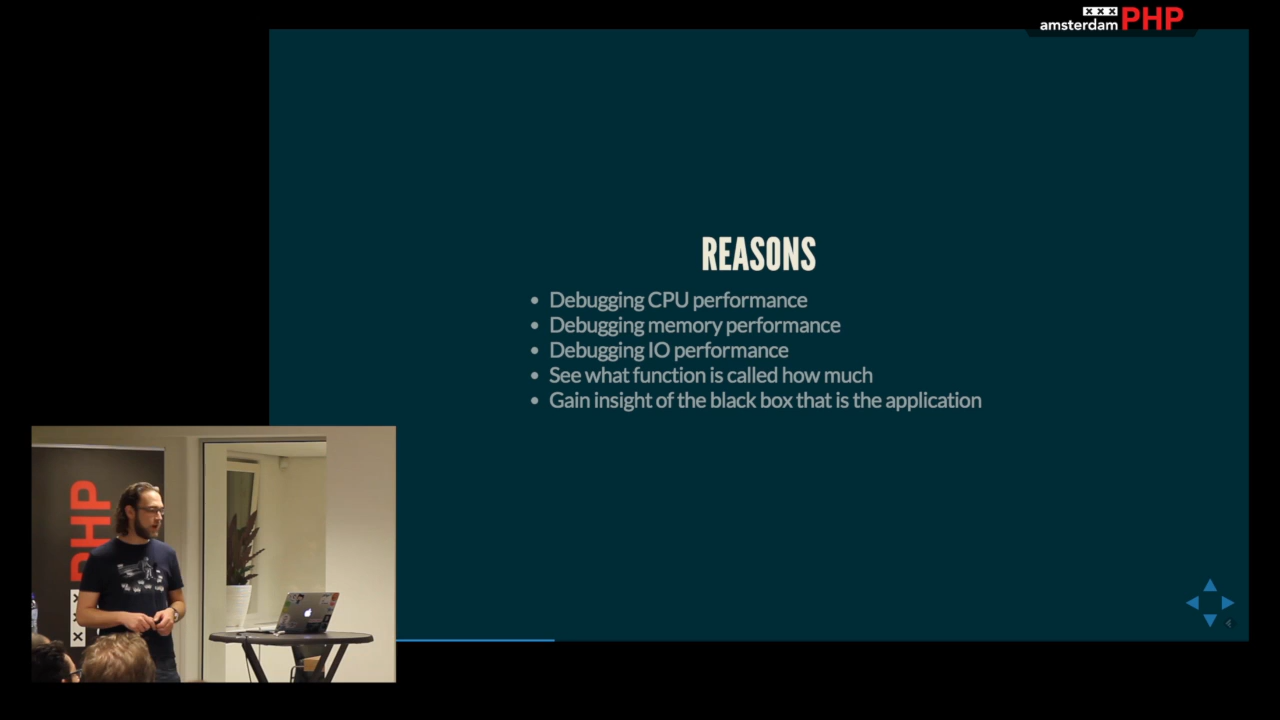 amsterdam PHP
REASONS
Debugging CPU performance
Debugging memory performance
Debugging IO performance
See what function is called how much
Gain insight of the black box that is the application
PHP